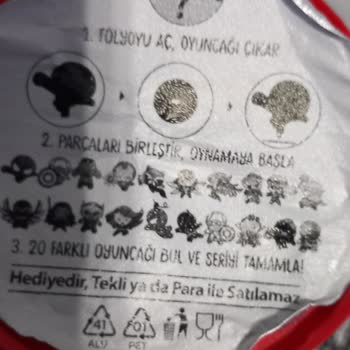 ?
1. FOLYOYU AÇ, OYUNCAĞI ÇIKAR
2. PARÇALARI BİRLEŞTİR, OYNAMAYA BAŞLA
3. 20 FARKLI OYUNCAĞI BUL VE SERİYİ TAMAMLA!
Hediyedir, Tekli ya da Para ile Satılamaz
41 01
ALU PET